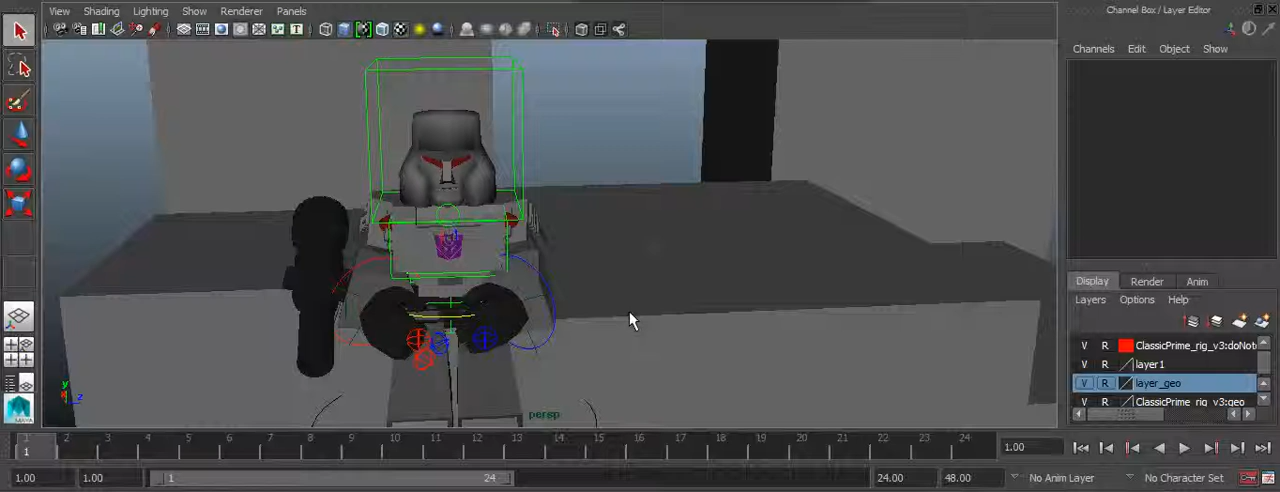 Channel Box / Layer Editor
View Shading Lighting Show Renderer Panels
Channels Edit Object Show
Display Render Anim
Layers Options Help
V R ClassicPrime_rig_v3:doNot
V R layer1
V R layer_geo
V R ClassicPrime_rig_v3:geo
persp
y
z
1 2 3 4 5 6 7 8 9 10 11 12 13 14 15 16 17 18 19 20 21 22 23 24
1 1.00
1.00 1.00 1 24 24.00 48.00 No Anim Layer No Character Set